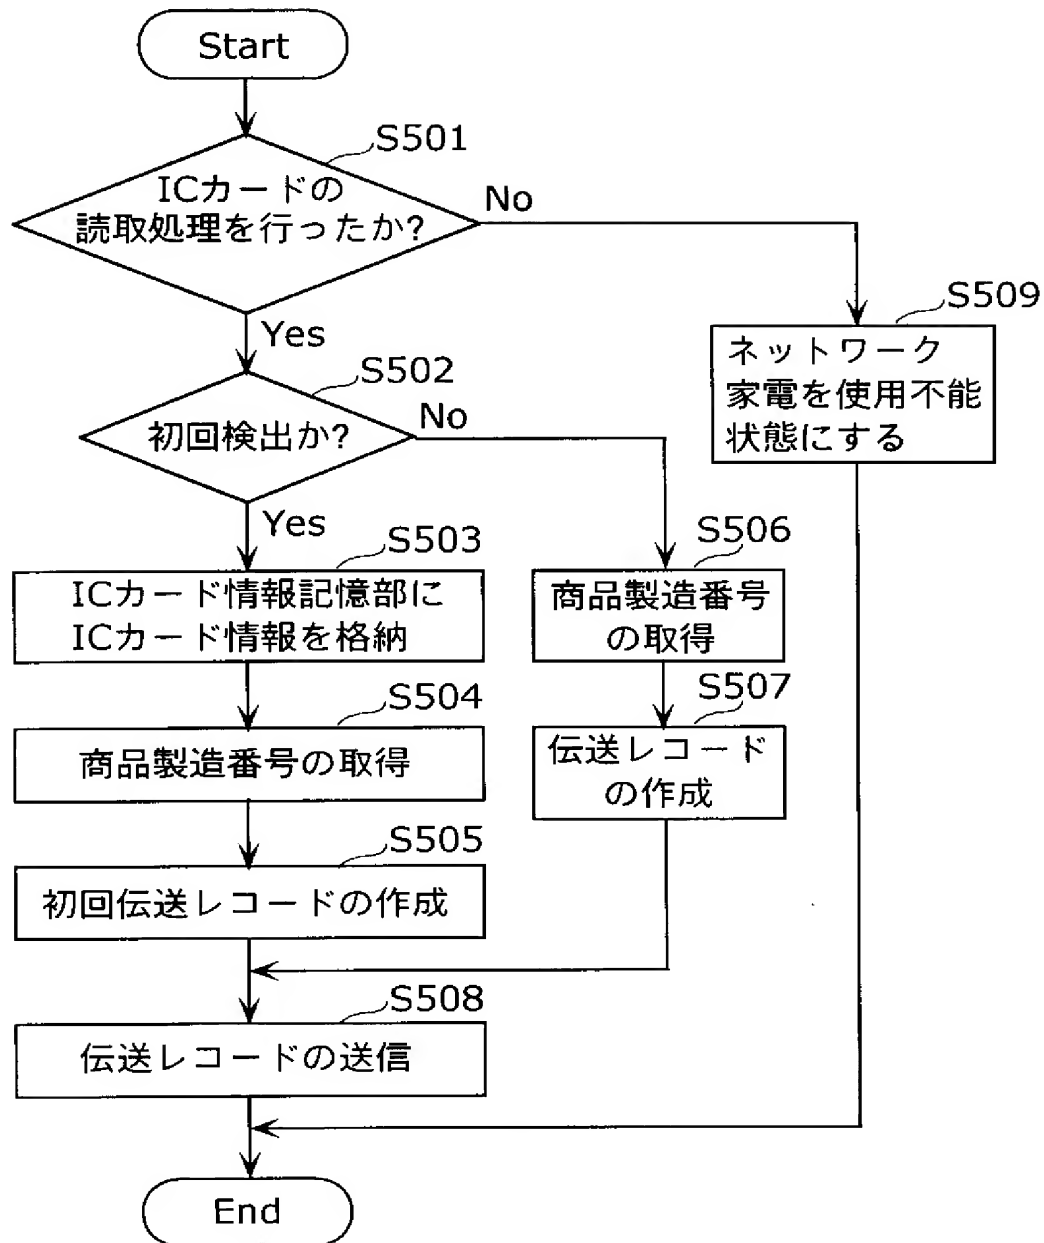 Start
S501
ICカードの
読取処理を行ったか?
No
Yes
S509
ネットワーク
家電を使用不能
状態にする
S502
初回検出か?
No
Yes
S503
ICカード情報記憶部に
ICカード情報を格納
S506
商品製造番号
の取得
S504
商品製造番号の取得
S507
伝送レコード
の作成
S505
初回伝送レコードの作成
S508
伝送レコードの送信
End